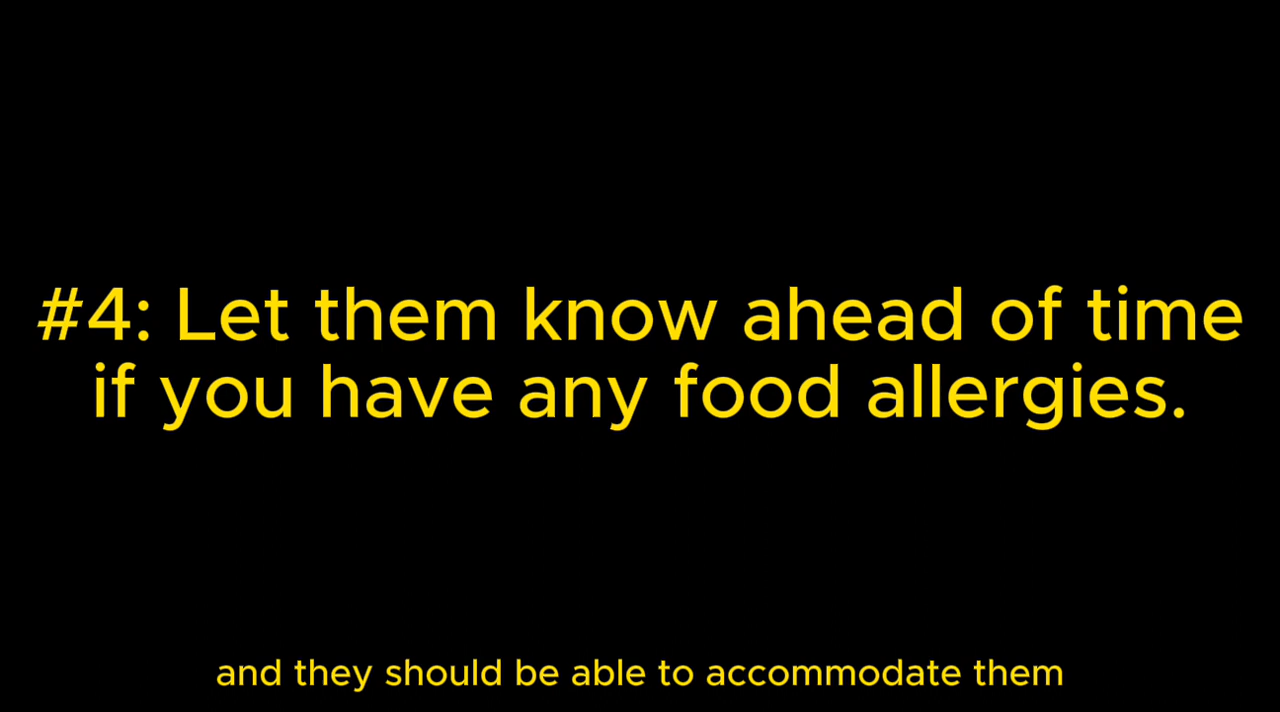 #4: Let them know ahead of time
if you have any food allergies.
and they should be able to accommodate them